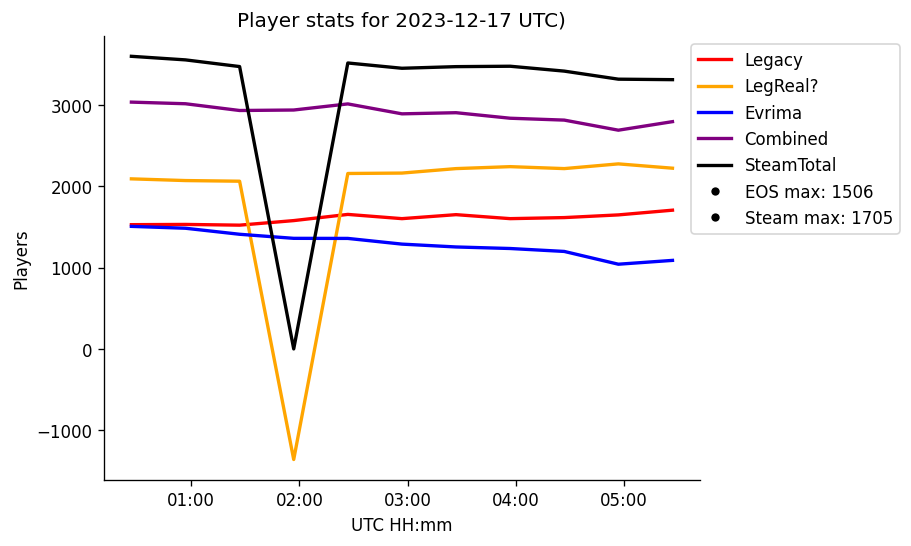 Player stats for 2023-12-17 UTC)
Legacy
LegReal?
Evrima
Combined
SteamTotal
EOS max: 1506
Steam max: 1705
Players
3000
2000
1000
0
−1000
01:00
02:00
03:00
04:00
05:00
UTC HH:mm